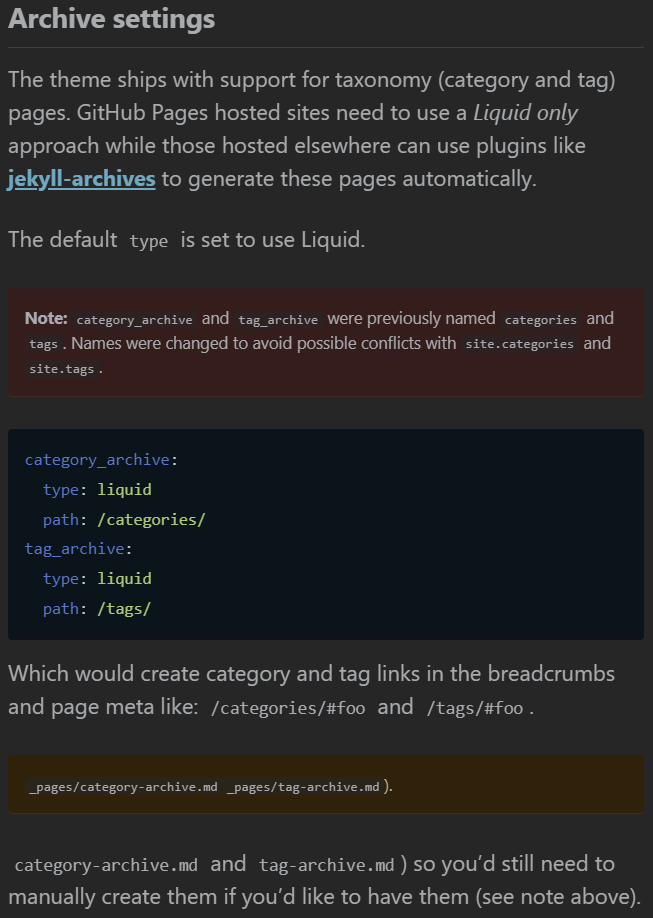 Archive settings
The theme ships with support for taxonomy (category and tag)
pages. GitHub Pages hosted sites need to use a Liquid only
approach while those hosted elsewhere can use plugins like
jekyll-archives to generate these pages automatically.
The default type is set to use Liquid.
Note: category_archive and tag_archive were previously named categories and
tags. Names were changed to avoid possible conflicts with site.categories and
site.tags.
category_archive:
  type: liquid
  path: /categories/
tag_archive:
  type: liquid
  path: /tags/
Which would create category and tag links in the breadcrumbs
and page meta like: /categories/#foo and /tags/#foo.
_pages/category-archive.md _pages/tag-archive.md).
category-archive.md and tag-archive.md) so you’d still need to
manually create them if you’d like to have them (see note above).